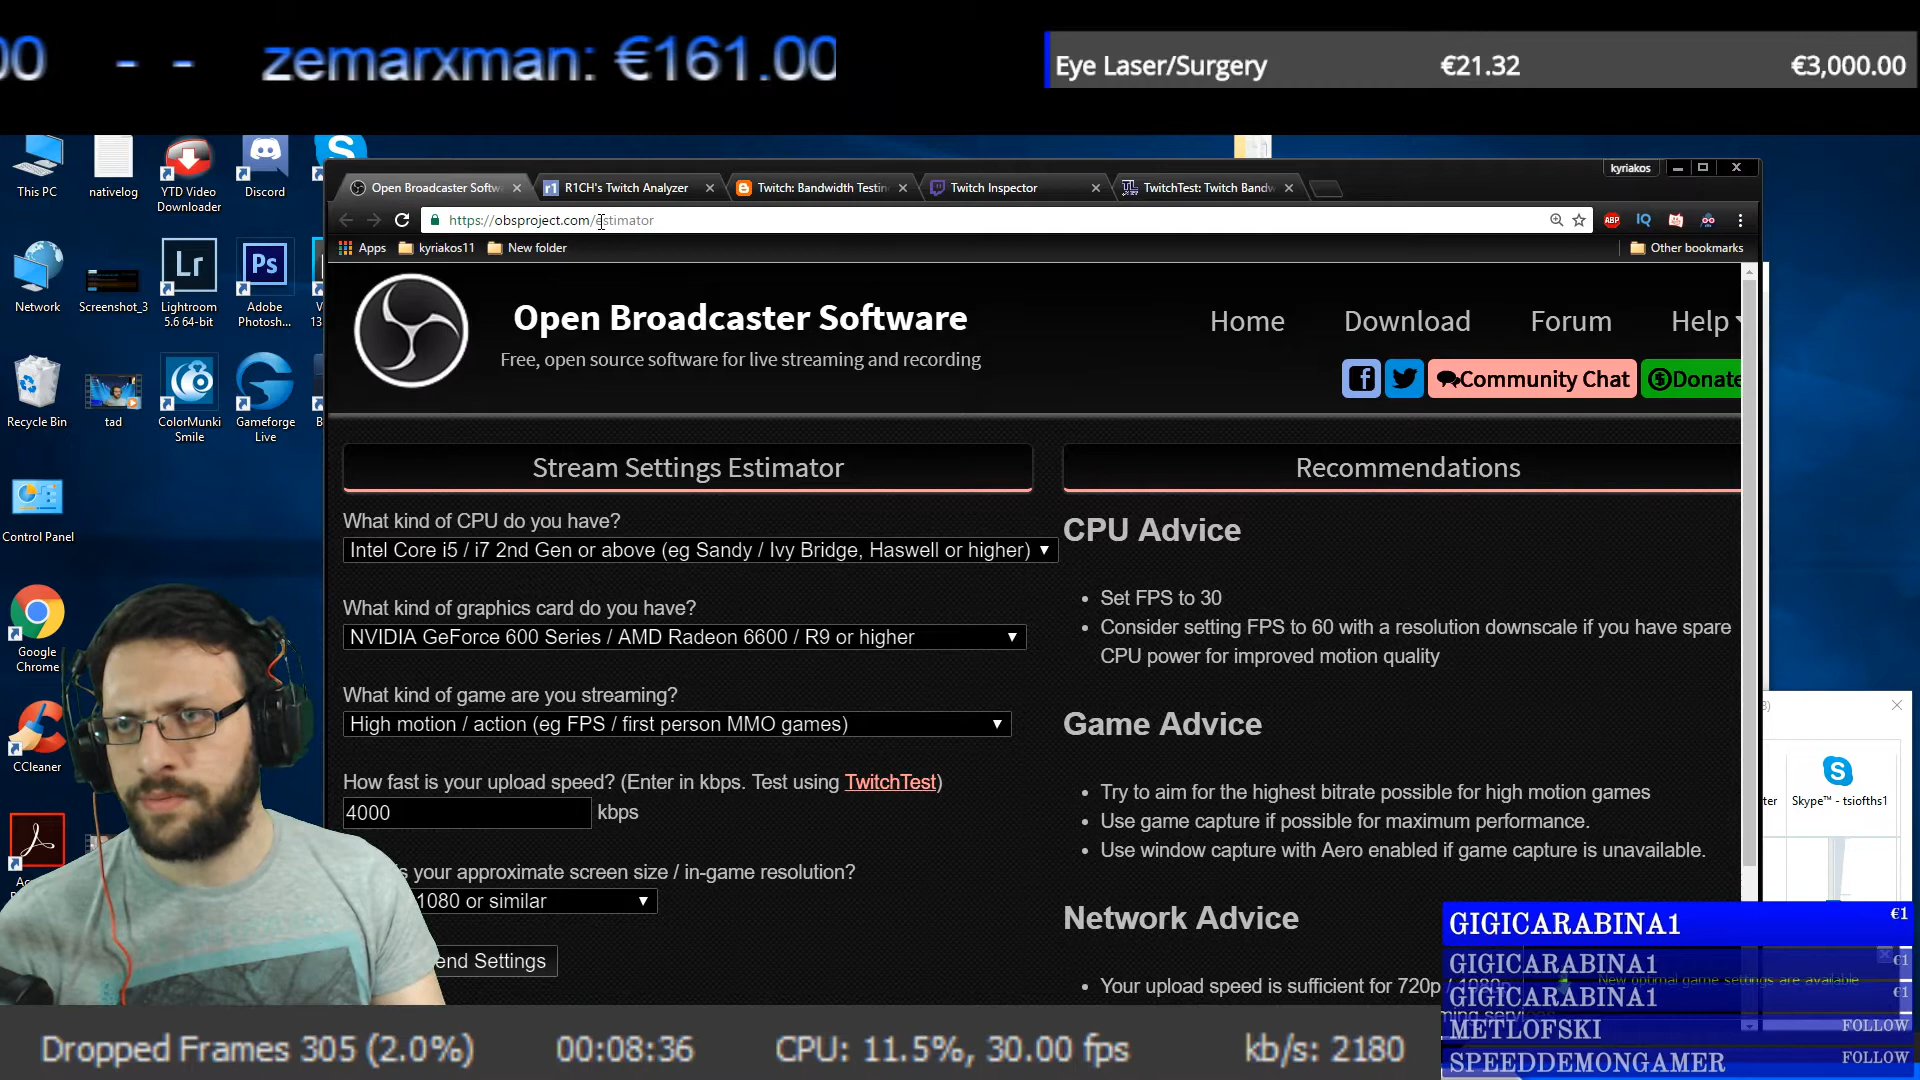 00 - - zemarxman: €161.00
Eye Laser/Surgery €21.32 €3,000.00
This PC
nativelog
YTD Video Downloader
Discord
kyriakos
Open Broadcaster Softw
R1CH's Twitch Analyzer
Twitch: Bandwidth Testin
Twitch Inspector
TwitchTest: Twitch Bandw
https://obsproject.com/estimator
ABP
IQ
Apps
kyriakos11
New folder
Other bookmarks
Network
Screenshot_3
Lr
Lightroom 5.6 64-bit
Ps
Adobe Photosh...
Open Broadcaster Software
Free, open source software for live streaming and recording
Home
Download
Forum
Help
Community Chat
Donate
Recycle Bin
tad
ColorMunki Smile
Gameforge Live
Stream Settings Estimator
What kind of CPU do you have?
Intel Core i5 / i7 2nd Gen or above (eg Sandy / Ivy Bridge, Haswell or higher)
What kind of graphics card do you have?
NVIDIA GeForce 600 Series / AMD Radeon 6600 / R9 or higher
What kind of game are you streaming?
High motion / action (eg FPS / first person MMO games)
How fast is your upload speed? (Enter in kbps. Test using TwitchTest)
4000 kbps
s your approximate screen size / in-game resolution?
1080 or similar
end Settings
Recommendations
CPU Advice
Set FPS to 30
Consider setting FPS to 60 with a resolution downscale if you have spare
CPU power for improved motion quality
Game Advice
Try to aim for the highest bitrate possible for high motion games
Use game capture if possible for maximum performance.
Use window capture with Aero enabled if game capture is unavailable.
Network Advice
Your upload speed is sufficient for 720p /
Control Panel
Google Chrome
CCleaner
Skype™ - tsiofths1
GIGICARABINA1 €1
GIGICARABINA1 €1
GIGICARABINA1 €1
New optimal game settings are available
METLOFSKI FOLLOW
SPEEDDEMONGAMER FOLLOW
Dropped Frames 305 (2.0%) 00:08:36 CPU: 11.5%, 30.00 fps kb/s: 2180